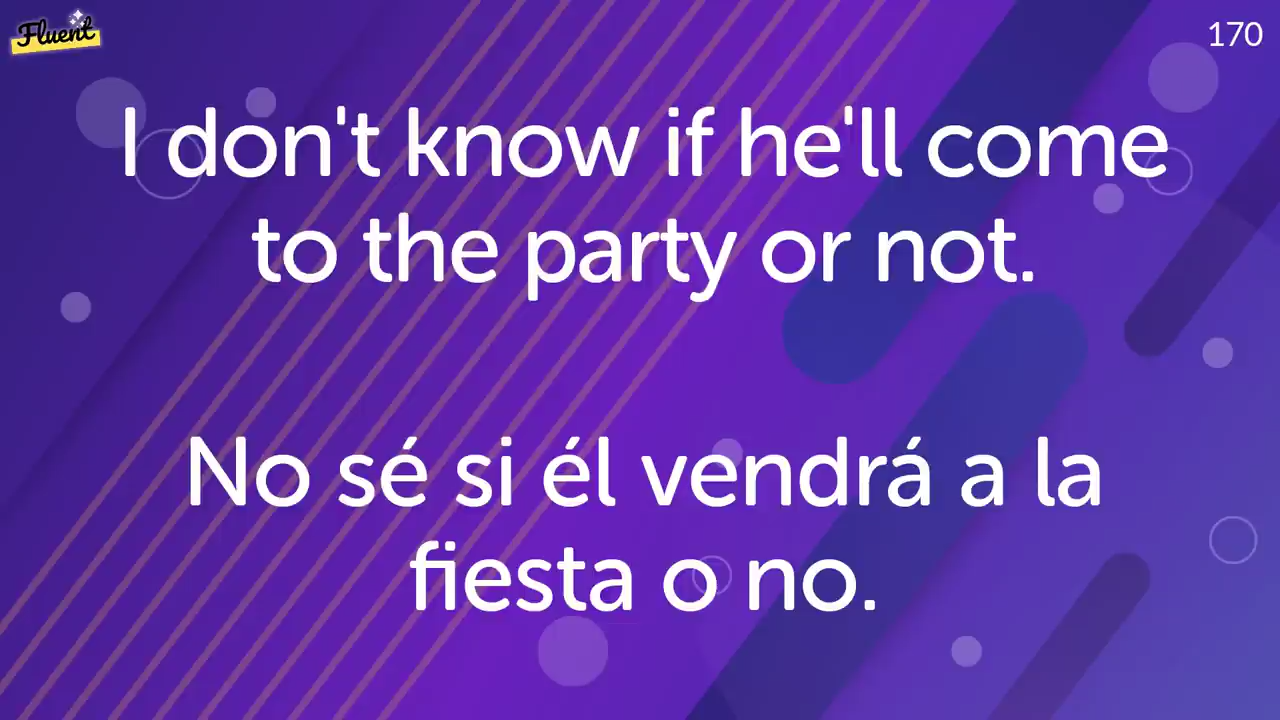 Fluent
170
I don't know if he'll come
to the party or not.
No sé si él vendrá a la
fiesta o no.